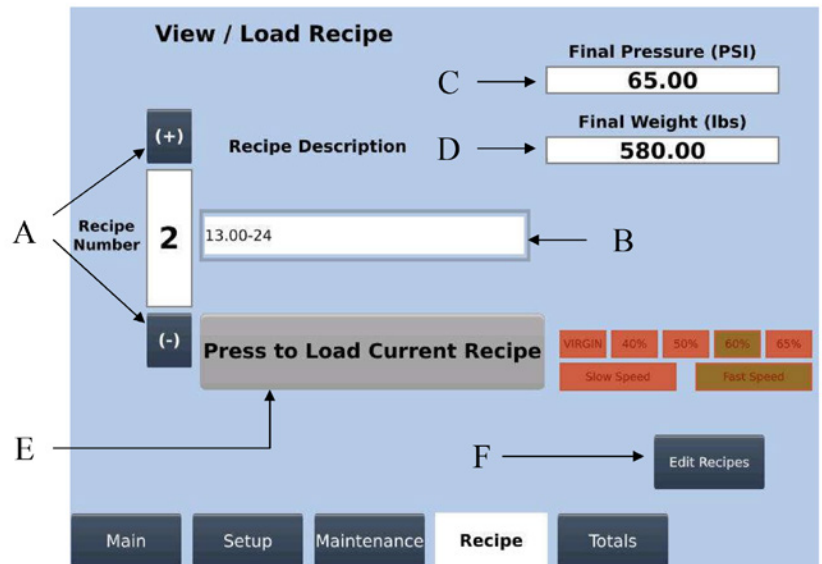 View / Load Recipe
Final Pressure (PSI)
C
65.00
(+)
Final Weight (lbs)
Recipe Description
D
580.00
A
Recipe
Number
2
13.00-24
B
(-)
Press to Load Current Recipe
VIRGIN 40% 50% 60% 65%
Slow Speed Fast Speed
E
F
Edit Recipes
Main Setup Maintenance Recipe Totals